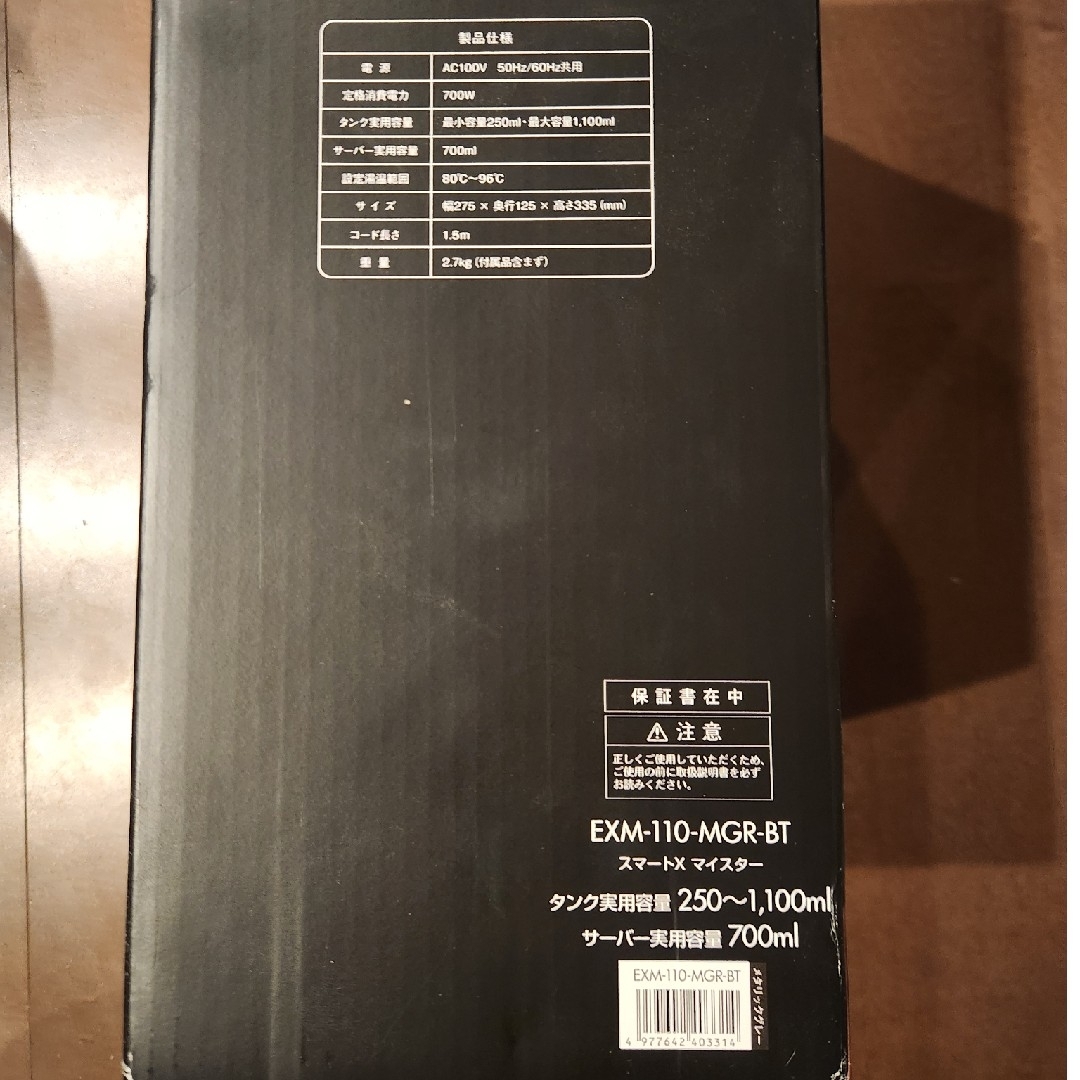 製品仕様
電源 AC100V 50Hz/60Hz共用
定格消費電力 700W
タンク実用容量 最小容量250ml・最大容量1,100ml
サーバー実用容量 700ml
設定湯温範囲 80℃〜96℃
サイズ 幅275 × 奥行125 × 高さ335 (mm)
コード長さ 1.5m
重量 2.7kg (付属品含まず)
保証書在中
⚠ 注意
正しくご使用していただくため、
ご使用の前に取扱説明書を必ず
お読みください。
EXM-110-MGR-BT
スマートX マイスター
タンク実用容量 250〜1,100ml
サーバー実用容量 700ml
EXM-110-MGR-BT
メタリックグレー
4 977642 403314